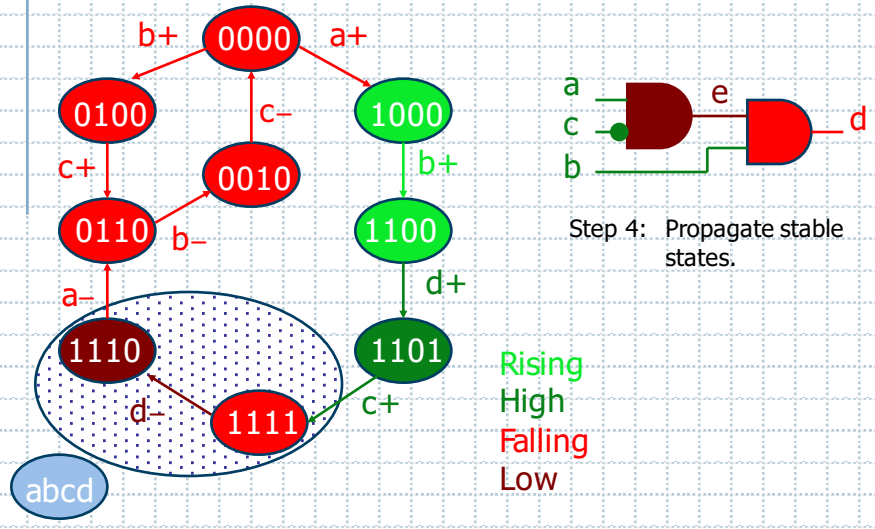 b+
0000
a+
0100
c–
1000
c+
0010
b+
0110
b–
1100
a–
d+
1110
1101
d–
1111
c+
abcd
a
e
c
d
b
Step 4: Propagate stable
states.
Rising
High
Falling
Low